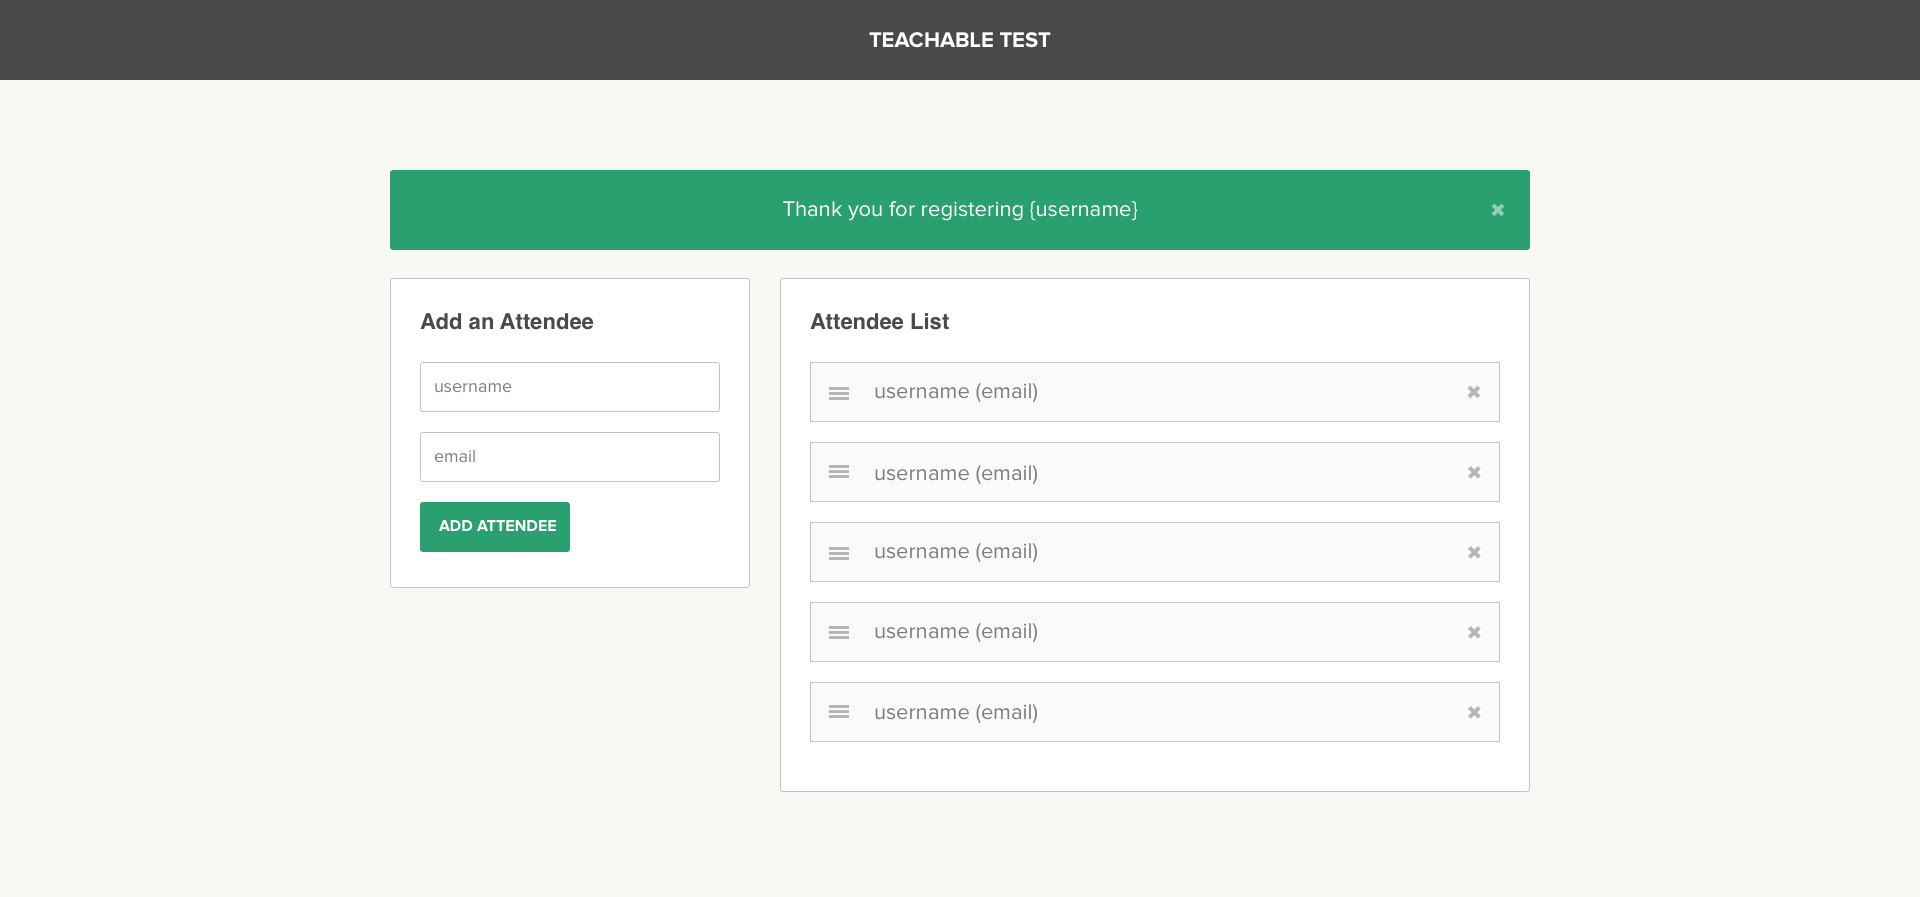 TEACHABLE TEST
Thank you for registering {username}
Add an Attendee
username
email
ADD ATTENDEE
Attendee List
username (email)
username (email)
username (email)
username (email)
username (email)